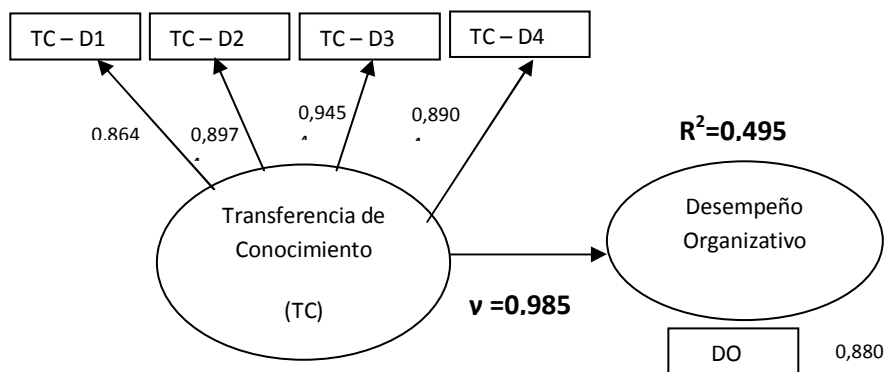 TC – D1
TC – D2
TC – D3
TC – D4
0,864
0,897
0,945
0,890
R²=0,495
Transferencia de
Conocimiento
(TC)
Desempeño
Organizativo
γ =0,985
DO
0,880